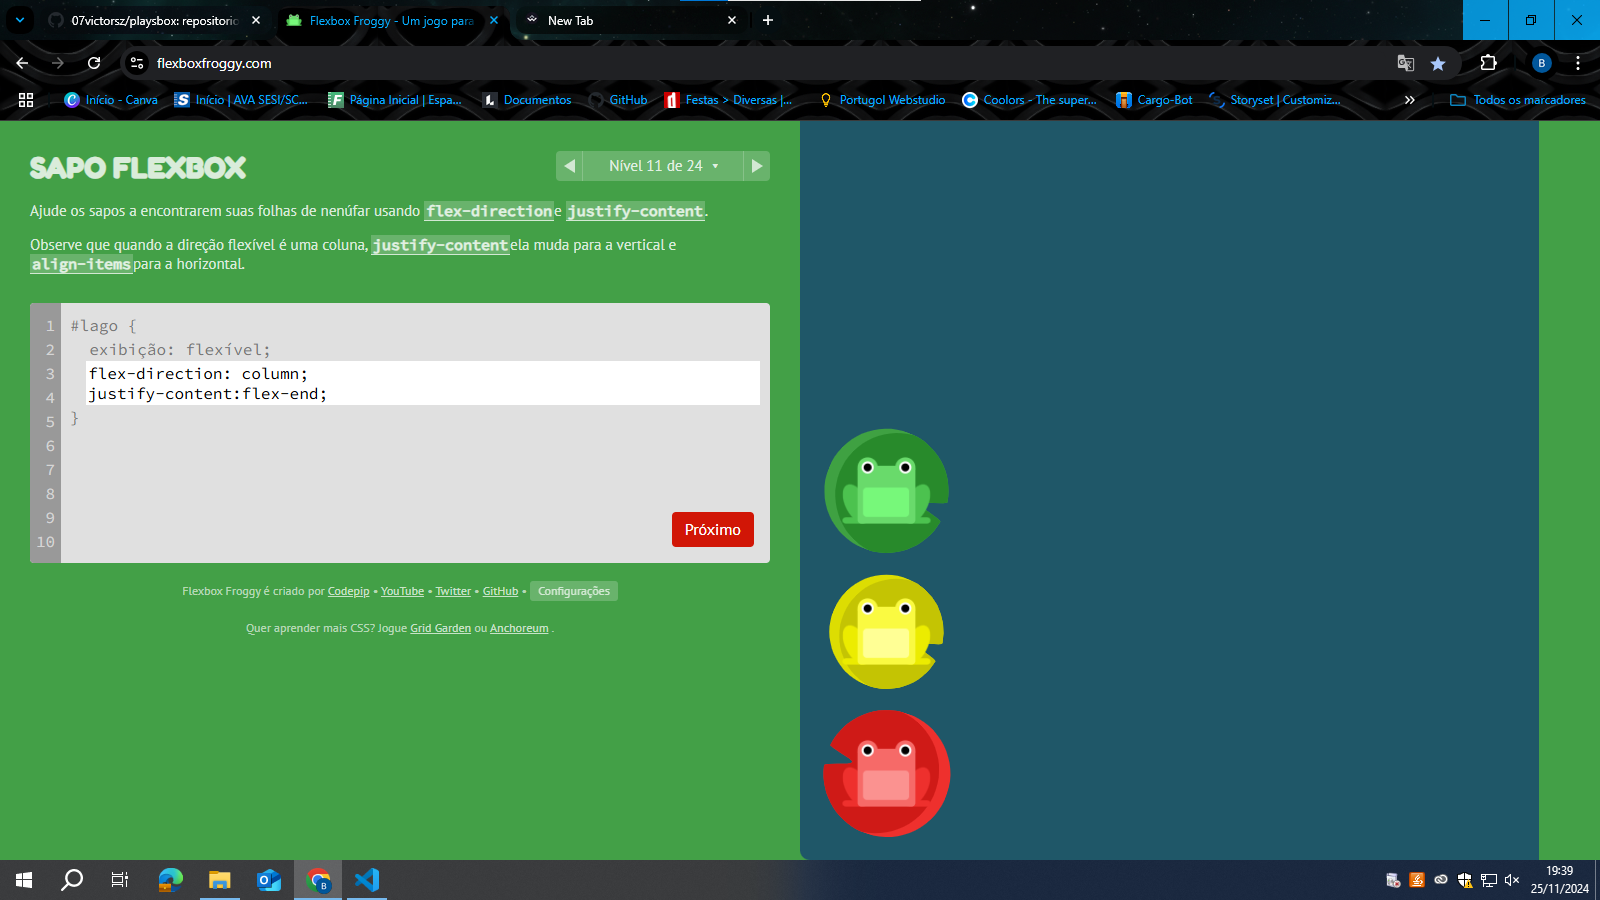 07victorsz/playsbox: repositorio
Flexbox Froggy - Um jogo para
New Tab
flexboxfroggy.com
B
Início - Canva
Início | AVA SESI/SC...
Página Inicial | Espa...
Documentos
GitHub
Festas > Diversas |...
Portugol Webstudio
Coolors - The super...
Cargo-Bot
Storyset | Customiz...
Todos os marcadores
SAPO FLEXBOX
Nível 11 de 24
Ajude os sapos a encontrarem suas folhas de nenúfar usando flex-direction e justify-content.
Observe que quando a direção flexível é uma coluna, justify-content ela muda para a vertical e
align-items para a horizontal.
1 #lago {
2 exibição: flexível;
3 flex-direction: column;
4 justify-content:flex-end;
5 }
6
7
8
9
10
Próximo
Flexbox Froggy é criado por Codepip • YouTube • Twitter • GitHub • Configurações
Quer aprender mais CSS? Jogue Grid Garden ou Anchoreum .
19:39
25/11/2024